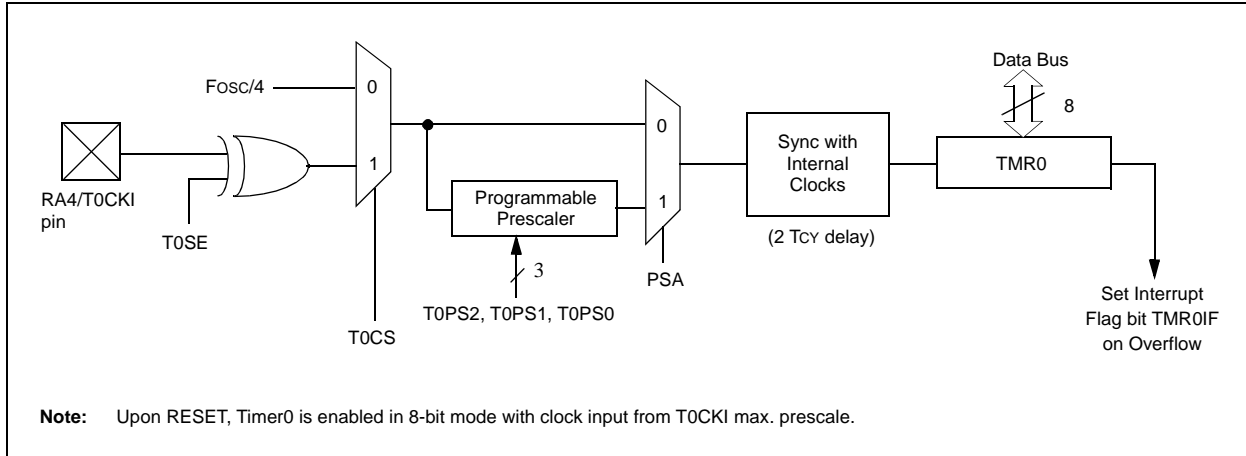 Data Bus
FOSC/4
0
8
0
Sync with
Internal
Clocks
TMR0
1
RA4/T0CKI
pin
Programmable
Prescaler
1
T0SE
(2 TCY delay)
3
PSA
T0PS2, T0PS1, T0PS0
Set Interrupt
Flag bit TMR0IF
on Overflow
T0CS
Note: Upon RESET, Timer0 is enabled in 8-bit mode with clock input from T0CKI max. prescale.